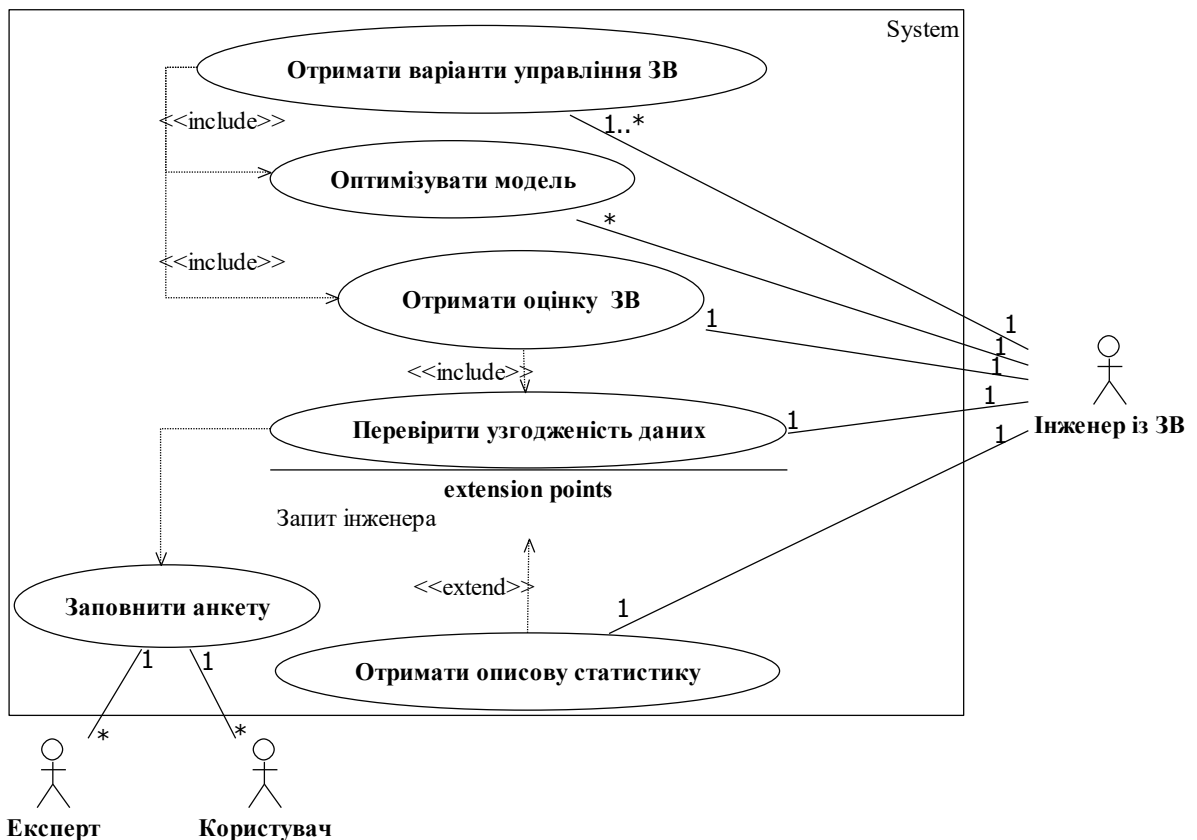 System
Отримати варіанти управління ЗВ
<<include>>
1..*
Оптимізувати модель
*
<<include>>
Отримати оцінку ЗВ
1
1
1
1
<<include>>
1
Перевірити узгодженість даних
1
Інженер із ЗВ
1
extension points
Запит інженера
<<extend>>
Заповнити анкету
1
1
1
Отримати описову статистику
*
*
Експерт
Користувач